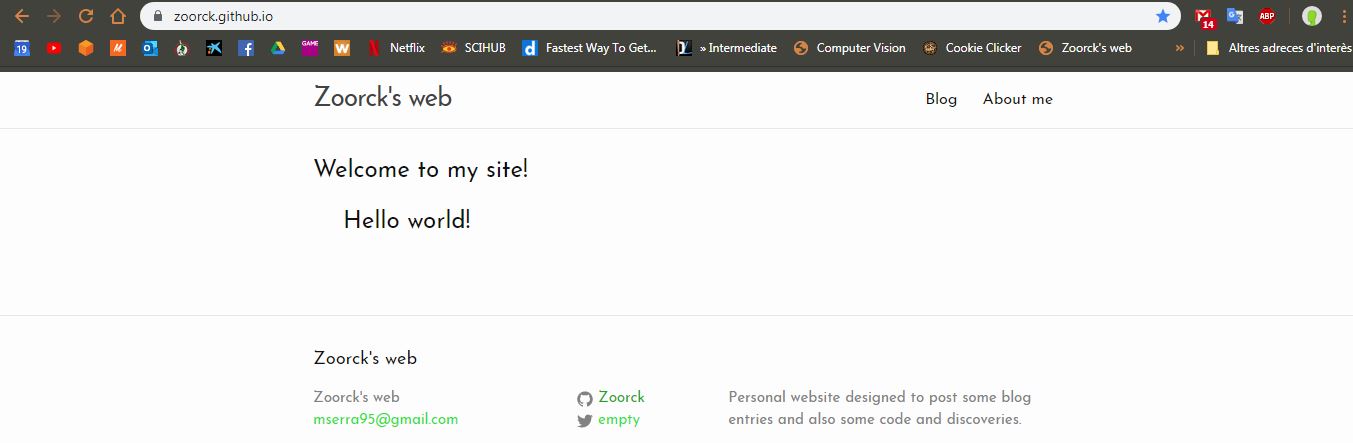 zoorck.github.io
14
ABP
19 GAME W Netflix SCIHUB d Fastest Way To Get... » Intermediate Computer Vision Cookie Clicker Zoorck's web » Altres adreces d'interès
Zoorck's web Blog About me
Welcome to my site!
Hello world!
Zoorck's web
Zoorck's web Zoorck Personal website designed to post some blog
mserra95@gmail.com empty entries and also some code and discoveries.